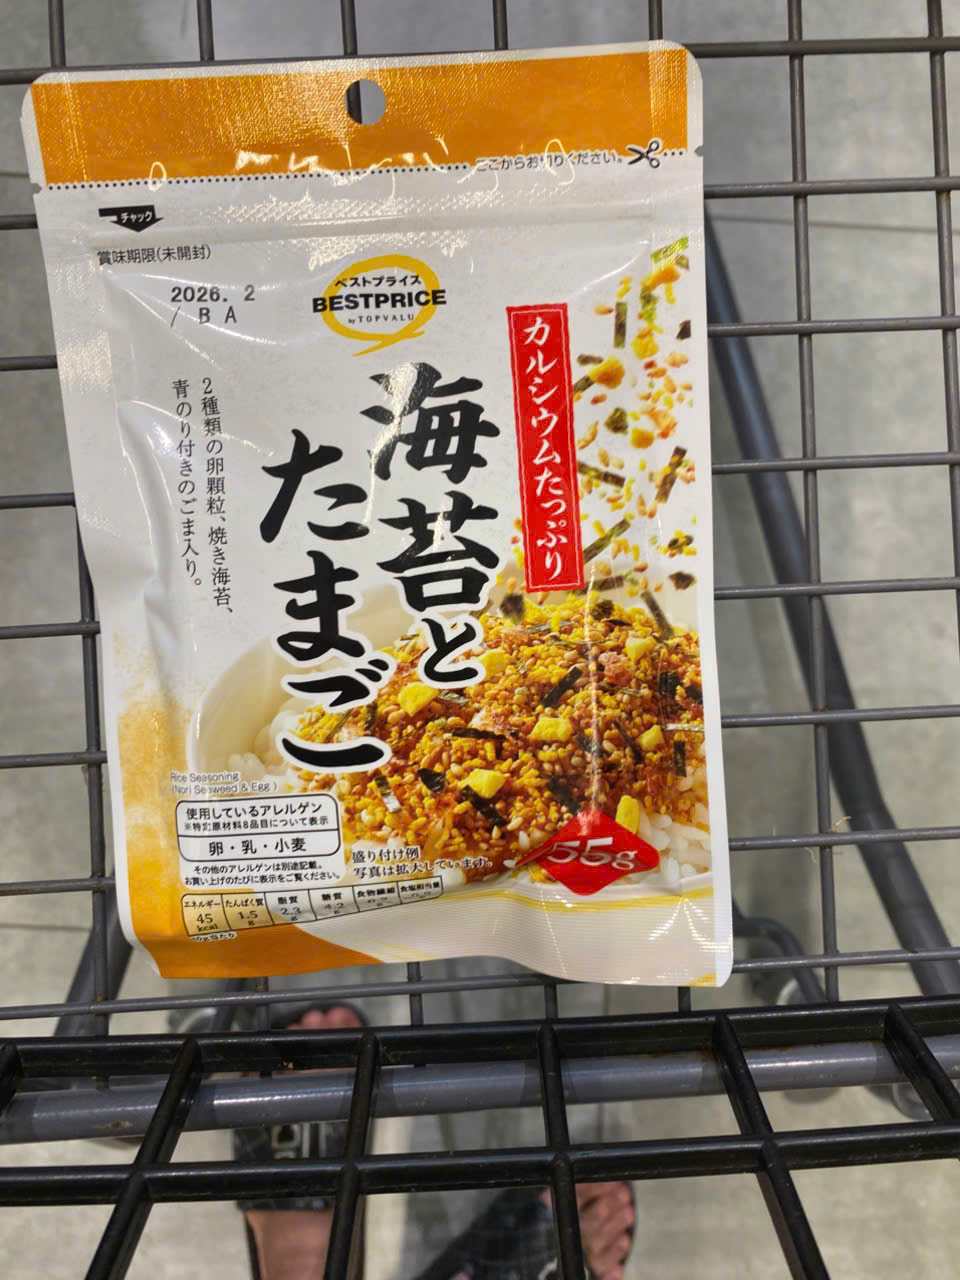 ここからお切りください。
チャック
賞味期限(未開封)
2026. 2
/ B A
ベストプライス
BESTPRICE
by TOPVALU
カルシウムたっぷり
海苔と
たまご
2種類の卵顆粒、焼き海苔、
青のり付きのごま入り。
Rice Seasoning
(Nori Seaweed & Egg )
使用しているアレルゲン
※特定原材料8品目について表示
卵・乳・小麦
その他のアレルゲンは別途記載。
お買い上げのたびに表示をご覧ください。
盛り付け例
写真は拡大しています。
55g
エネルギー たんぱく質 脂質 糖質 食物繊維 食塩相当量
45 1.5 2.3 4.2
kcal g g g g g
10g当たり